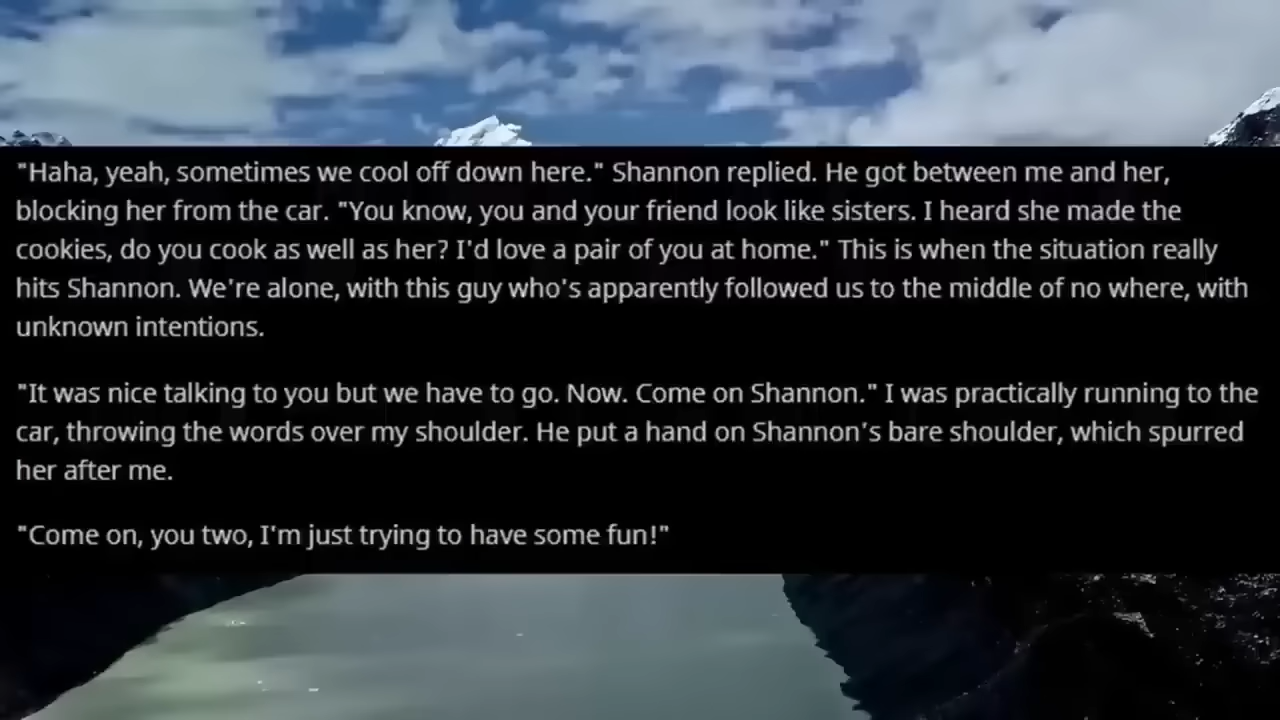 "Haha, yeah, sometimes we cool off down here." Shannon replied. He got between me and her,
blocking her from the car. "You know, you and your friend look like sisters. I heard she made the
cookies, do you cook as well as her? I'd love a pair of you at home." This is when the situation really
hits Shannon. We're alone, with this guy who's apparently followed us to the middle of no where, with
unknown intentions.
"It was nice talking to you but we have to go. Now. Come on Shannon." I was practically running to the
car, throwing the words over my shoulder. He put a hand on Shannon's bare shoulder, which spurred
her after me.
"Come on, you two, I'm just trying to have some fun!"